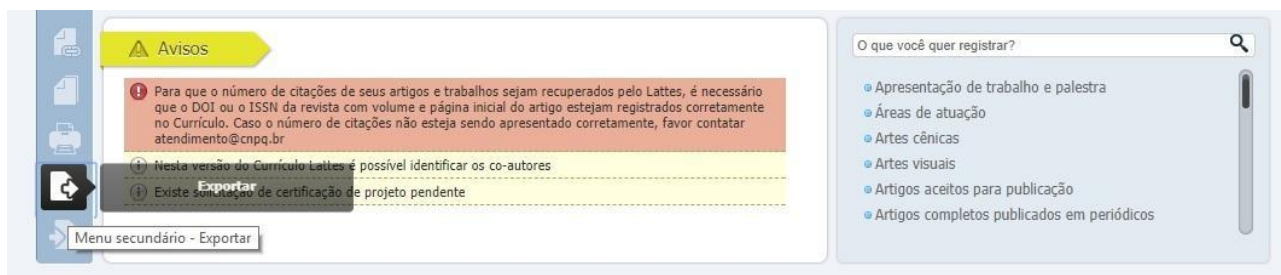 Avisos
Para que o número de citações de seus artigos e trabalhos sejam recuperados pelo Lattes, é necessário
que o DOI ou o ISSN da revista com volume e página inicial do artigo estejam registrados corretamente
no Currículo. Caso o número de citações não esteja sendo apresentado corretamente, favor contatar
atendimento@cnpq.br
Nesta versão do Currículo Lattes é possível identificar os co-autores
Existe solicitação de certificação de projeto pendente
Exportar
Menu secundário - Exportar
O que você quer registrar?
Apresentação de trabalho e palestra
Áreas de atuação
Artes cênicas
Artes visuais
Artigos aceitos para publicação
Artigos completos publicados em periódicos